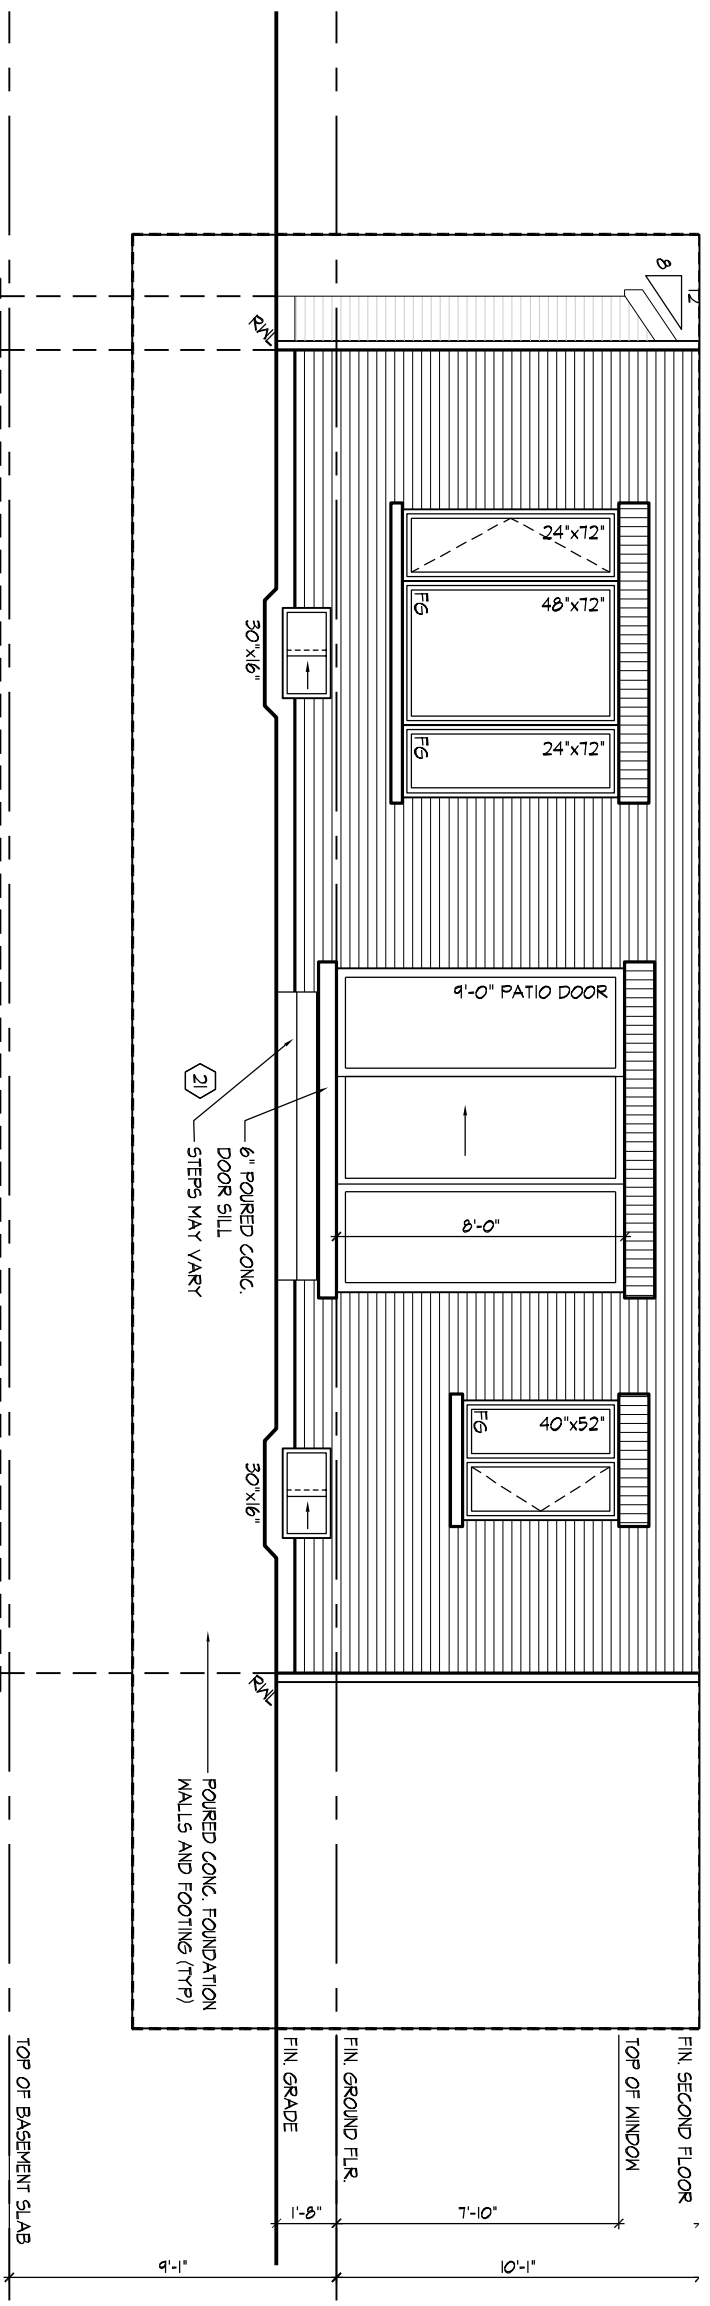 8
12
RWL
24"x72"
48"x72"
FG
24"x72"
FG
30"x16"
9'-0" PATIO DOOR
8'-0"
21
6" POURED CONC.
DOOR SILL
STEPS MAY VARY
40"x52"
FG
30"x16"
RWL
POURED CONC. FOUNDATION
WALLS AND FOOTING (TYP)
FIN. SECOND FLOOR
TOP OF WINDOW
FIN. GROUND FLR.
FIN. GRADE
TOP OF BASEMENT SLAB
7'-10"
1'-8"
10'-1"
9'-1"